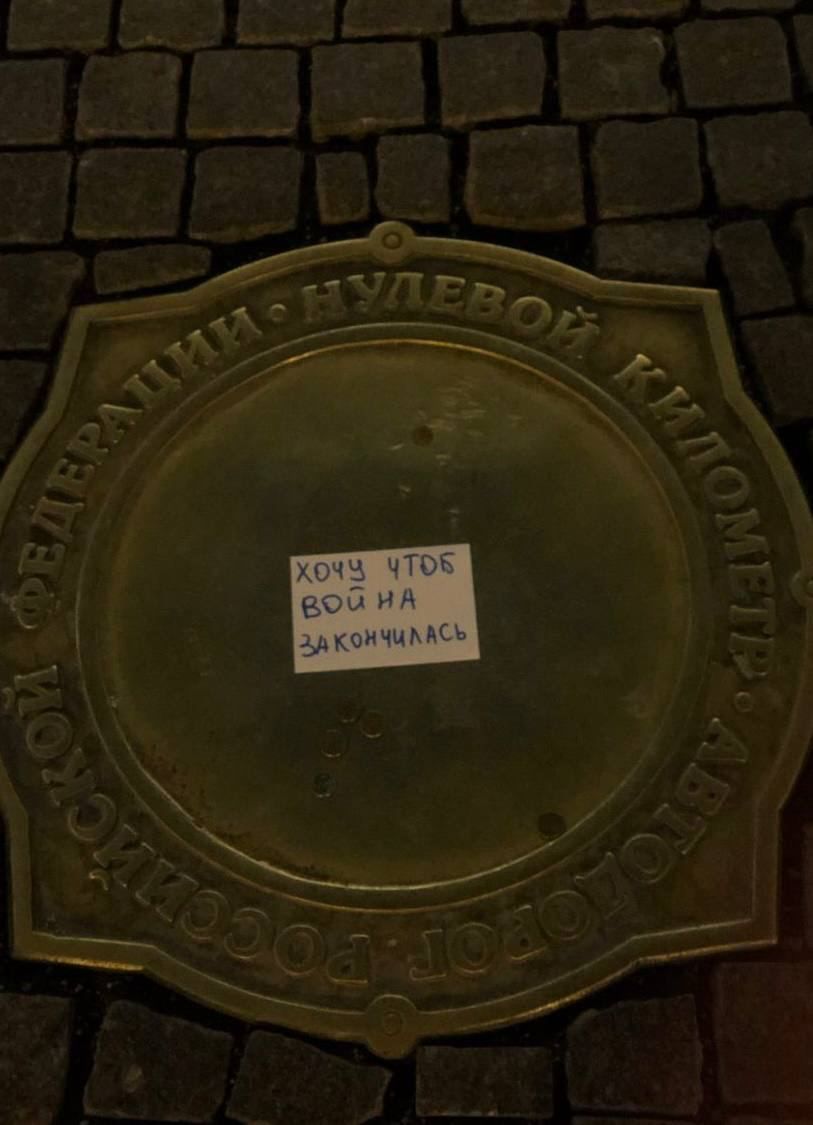 НУЛЕВОЙ КИЛОМЕТР · АВТОДОРОГ РОССИЙСКОЙ ФЕДЕРАЦИИ ·
ХОЧУ ЧТОБ
ВОЙНА
ЗАКОНЧИЛАСЬ